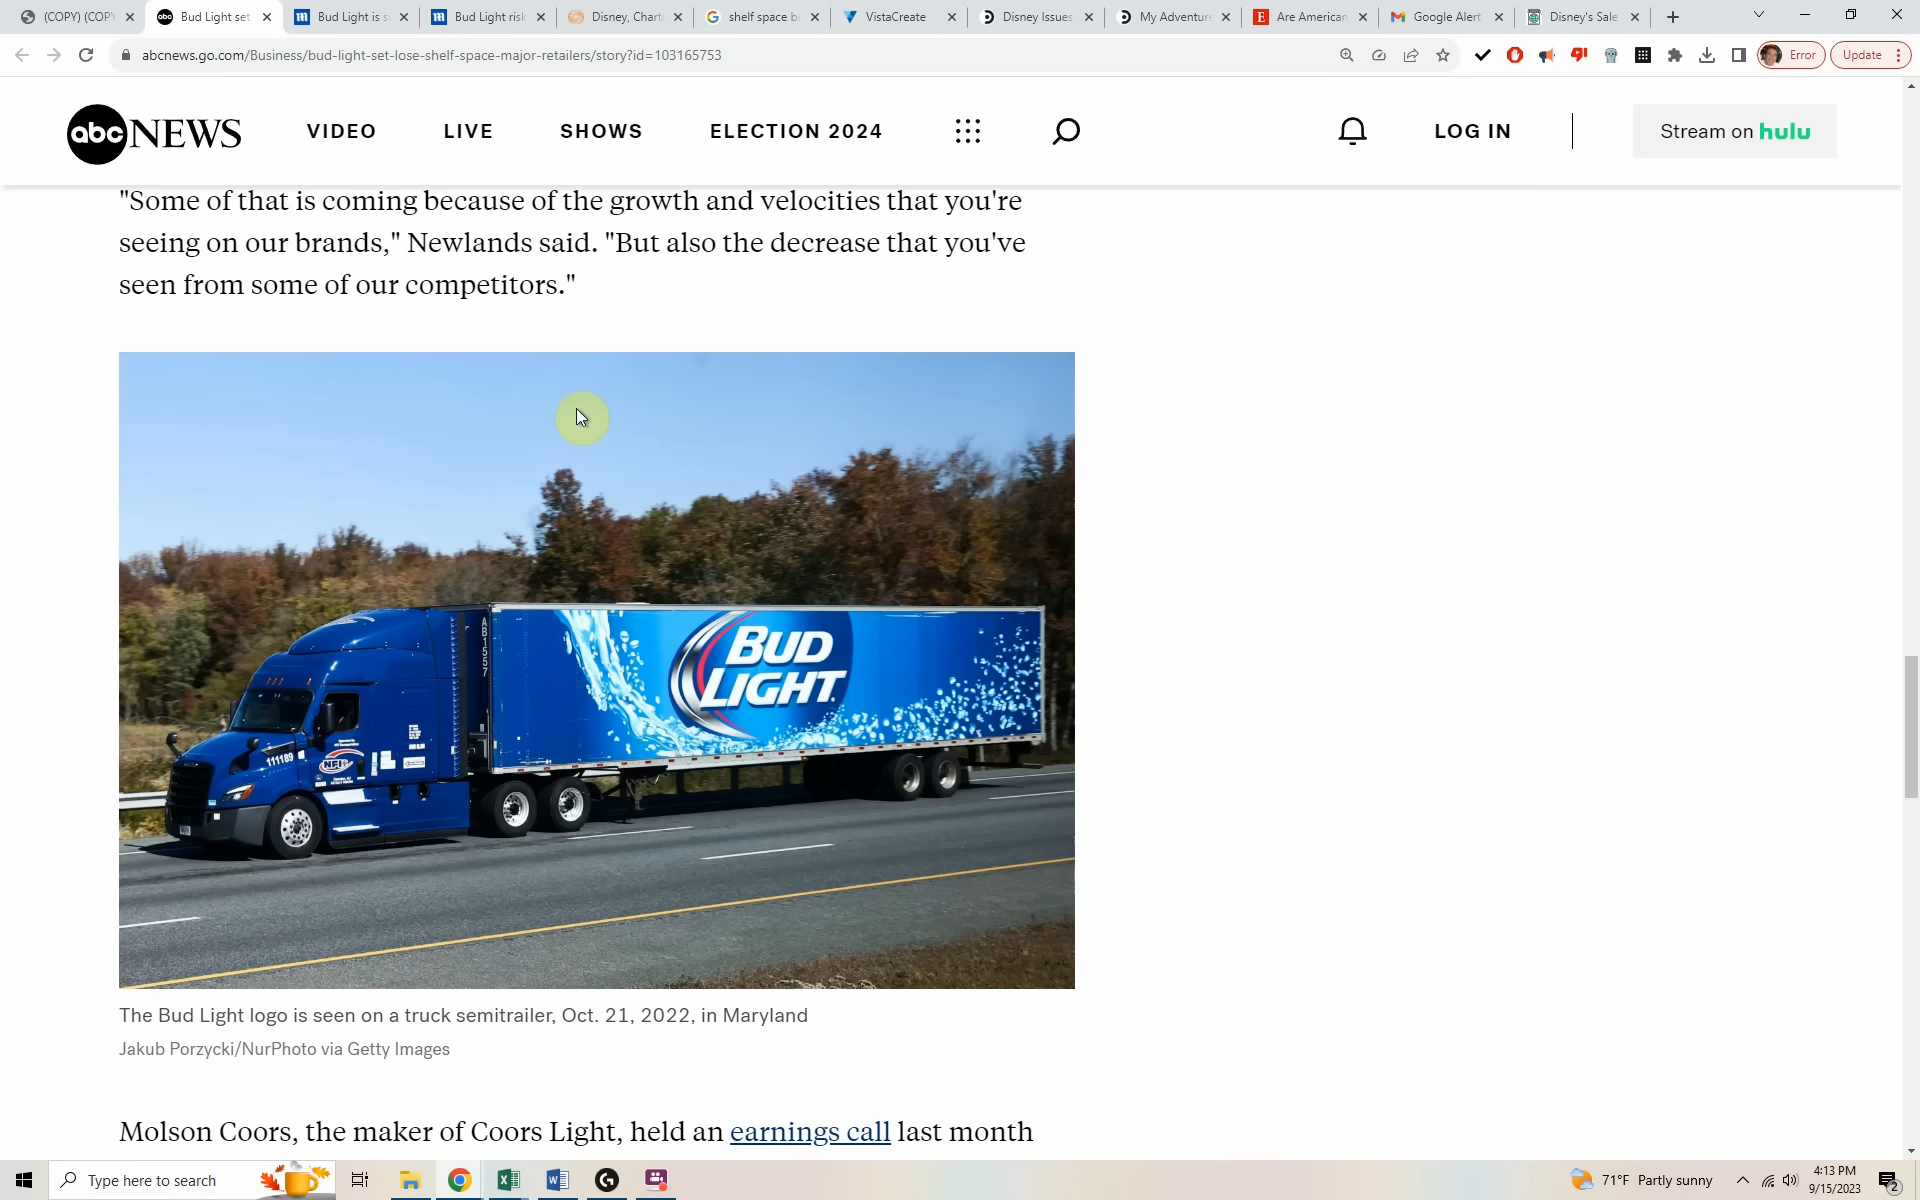 (COPY) (COPY
Bud Light set
Bud Light is s
Bud Light risk
Disney, Chart
shelf space b
VistaCreate
Disney Issues
My Adventure
Are American
Google Alert
Disney's Sale
abcnews.go.com/Business/bud-light-set-lose-shelf-space-major-retailers/story?id=103165753
Error
Update
abc NEWS
VIDEO
LIVE
SHOWS
ELECTION 2024
LOG IN
Stream on hulu
"Some of that is coming because of the growth and velocities that you're
seeing on our brands," Newlands said. "But also the decrease that you've
seen from some of our competitors."
AB1557
BUD
LIGHT
111189
NFI
The Bud Light logo is seen on a truck semitrailer, Oct. 21, 2022, in Maryland
Jakub Porzycki/NurPhoto via Getty Images
Molson Coors, the maker of Coors Light, held an earnings call last month
Type here to search
71°F Partly sunny
4:13 PM
9/15/2023
2